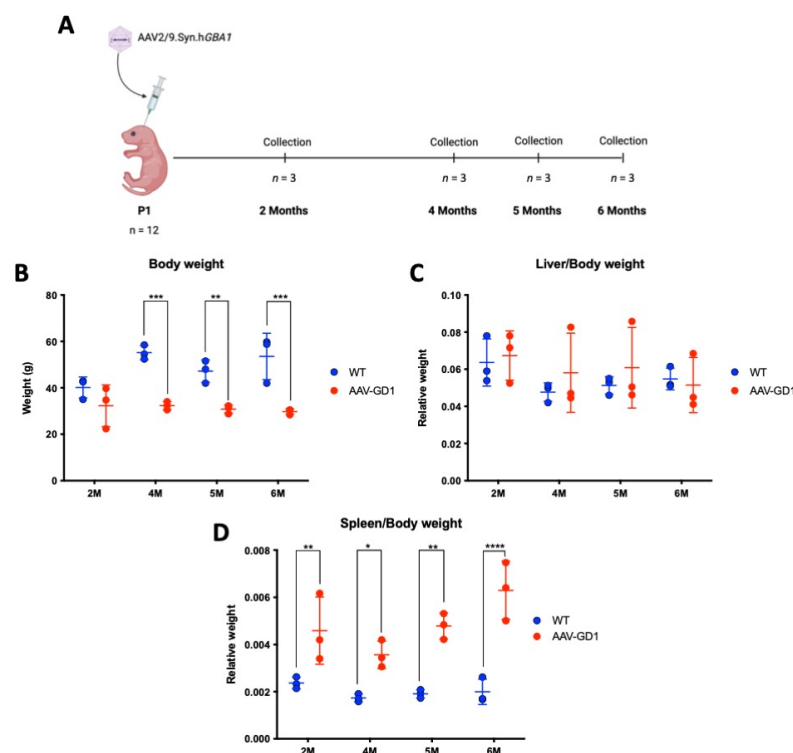 A
AAV2/9.Syn.hGBA1
Collection Collection Collection Collection
n = 3 n = 3 n = 3 n = 3
P1 2 Months 4 Months 5 Months 6 Months
n = 12
B
Body weight
Weight (g)
80
60
40
20
0
*** ** ***
2M 4M 5M 6M
WT
AAV-GD1
C
Liver/Body weight
Relative weight
0.10
0.08
0.06
0.04
0.02
0.00
2M 4M 5M 6M
WT
AAV-GD1
D
Spleen/Body weight
Relative weight
0.008
0.006
0.004
0.002
0.000
** * ** ****
2M 4M 5M 6M
WT
AAV-GD1